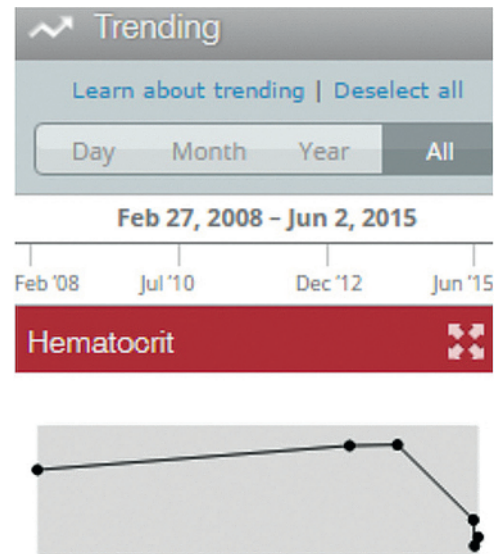 Trending
Learn about trending | Deselect all
Day Month Year All
Feb 27, 2008 – Jun 2, 2015
Feb '08 Jul '10 Dec '12 Jun '15
Hematocrit